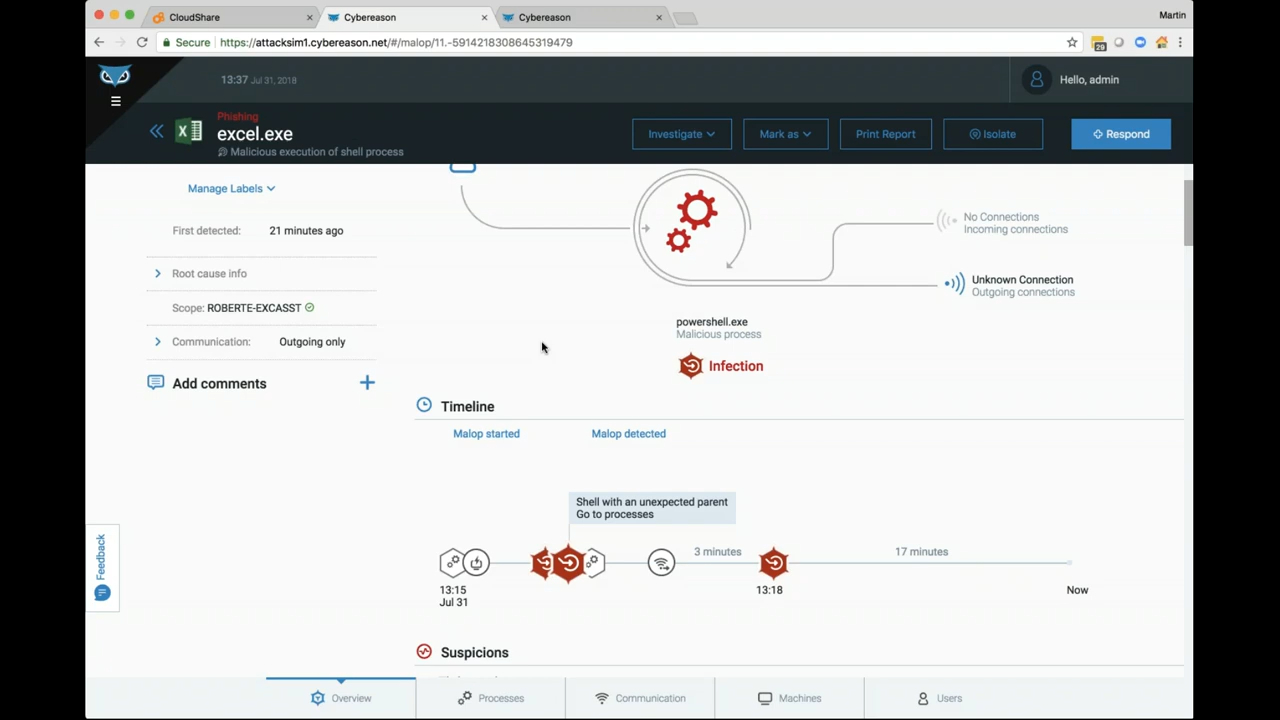 CloudShare
Cybereason
Cybereason
Martin
Secure
https://attacksim1.cybereason.net/#/malop/11.-5914218308645319479
29
13:37 Jul 31, 2018
Hello, admin
Phishing
excel.exe
Malicious execution of shell process
Investigate
Mark as
Print Report
Isolate
Respond
Manage Labels
First detected: 21 minutes ago
Root cause info
Scope: ROBERTE-EXCASST
Communication: Outgoing only
Add comments
No Connections
Incoming connections
Unknown Connection
Outgoing connections
powershell.exe
Malicious process
Infection
Timeline
Malop started
Malop detected
Shell with an unexpected parent
Go to processes
3 minutes
17 minutes
13:15
Jul 31
13:18
Now
Suspicions
Feedback
Overview
Processes
Communication
Machines
Users